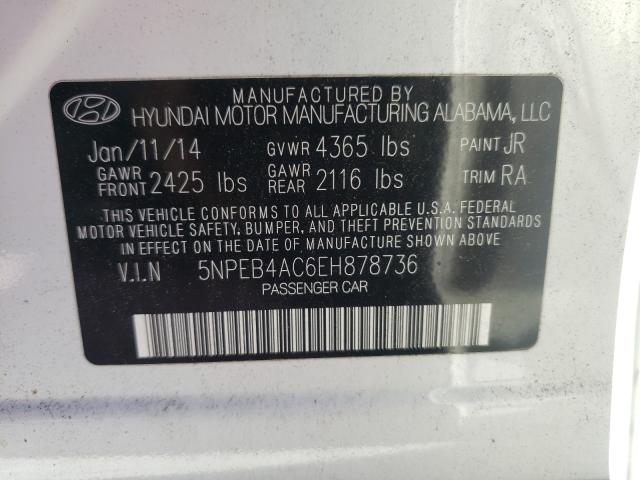 MANUFACTURED BY
HYUNDAI MOTOR MANUFACTURING ALABAMA, LLC
Jan/11/14 GVWR 4365 lbs PAINT JR
GAWR FRONT 2425 lbs GAWR REAR 2116 lbs TRIM RA
THIS VEHICLE CONFORMS TO ALL APPLICABLE U.S.A. FEDERAL
MOTOR VEHICLE SAFETY, BUMPER, AND THEFT PREVENTION STANDARDS
IN EFFECT ON THE DATE OF MANUFACTURE SHOWN ABOVE
V.I.N 5NPEB4AC6EH878736
PASSENGER CAR